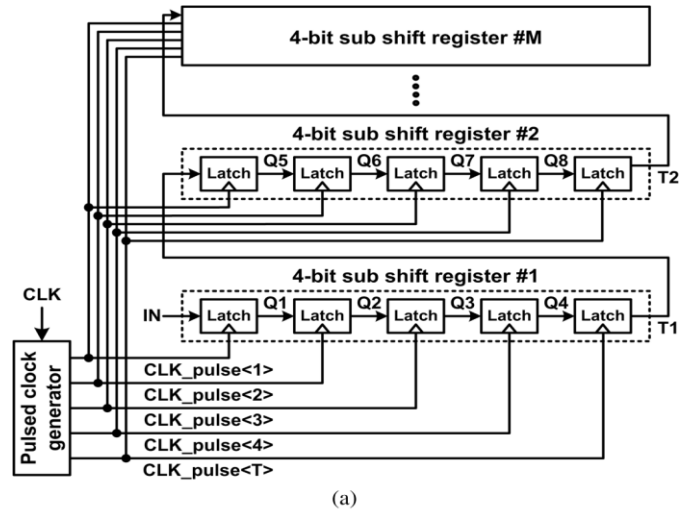 4-bit sub shift register #M
4-bit sub shift register #2
Latch Q5 Latch Q6 Latch Q7 Latch Q8 Latch
T2
4-bit sub shift register #1
CLK
IN Latch Q1 Latch Q2 Latch Q3 Latch Q4 Latch
T1
Pulsed clock
generator
CLK_pulse<1>
CLK_pulse<2>
CLK_pulse<3>
CLK_pulse<4>
CLK_pulse<T>
(a)